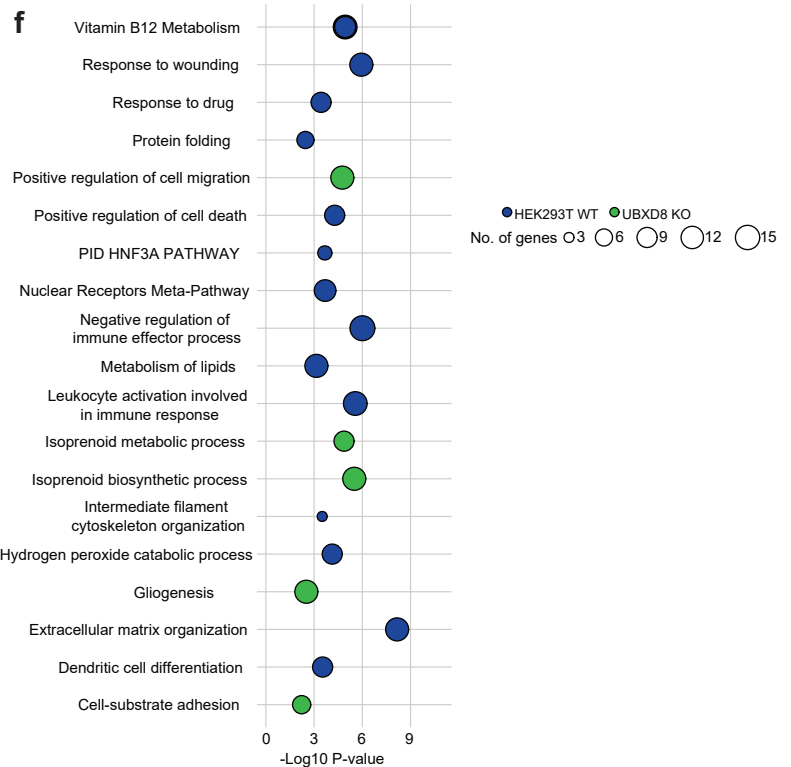 f
Vitamin B12 Metabolism
Response to wounding
Response to drug
Protein folding
Positive regulation of cell migration
Positive regulation of cell death
PID HNF3A PATHWAY
Nuclear Receptors Meta-Pathway
Negative regulation of
immune effector process
Metabolism of lipids
Leukocyte activation involved
in immune response
Isoprenoid metabolic process
Isoprenoid biosynthetic process
Intermediate filament
cytoskeleton organization
Hydrogen peroxide catabolic process
Gliogenesis
Extracellular matrix organization
Dendritic cell differentiation
Cell-substrate adhesion
0 3 6 9
-Log10 P-value
HEK293T WT UBXD8 KO
No. of genes 3 6 9 12 15